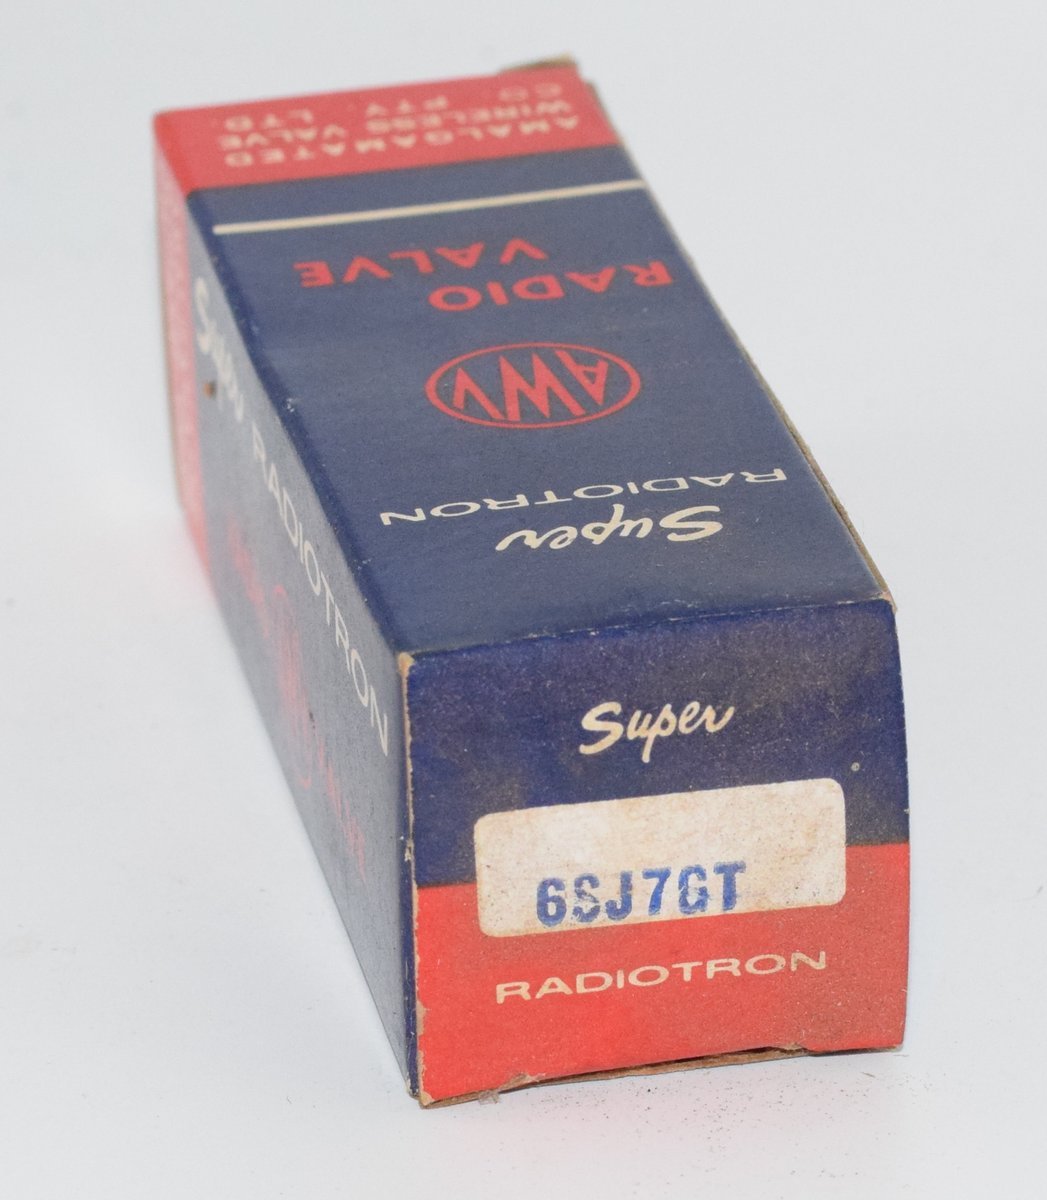 AMALGAMATED
WIRELESS VALVE
CO. PTY. LTD.
RADIO
VALVE
AWV
Super
RADIOTRON
Super RADIOTRON
Super
6SJ7GT
RADIOTRON